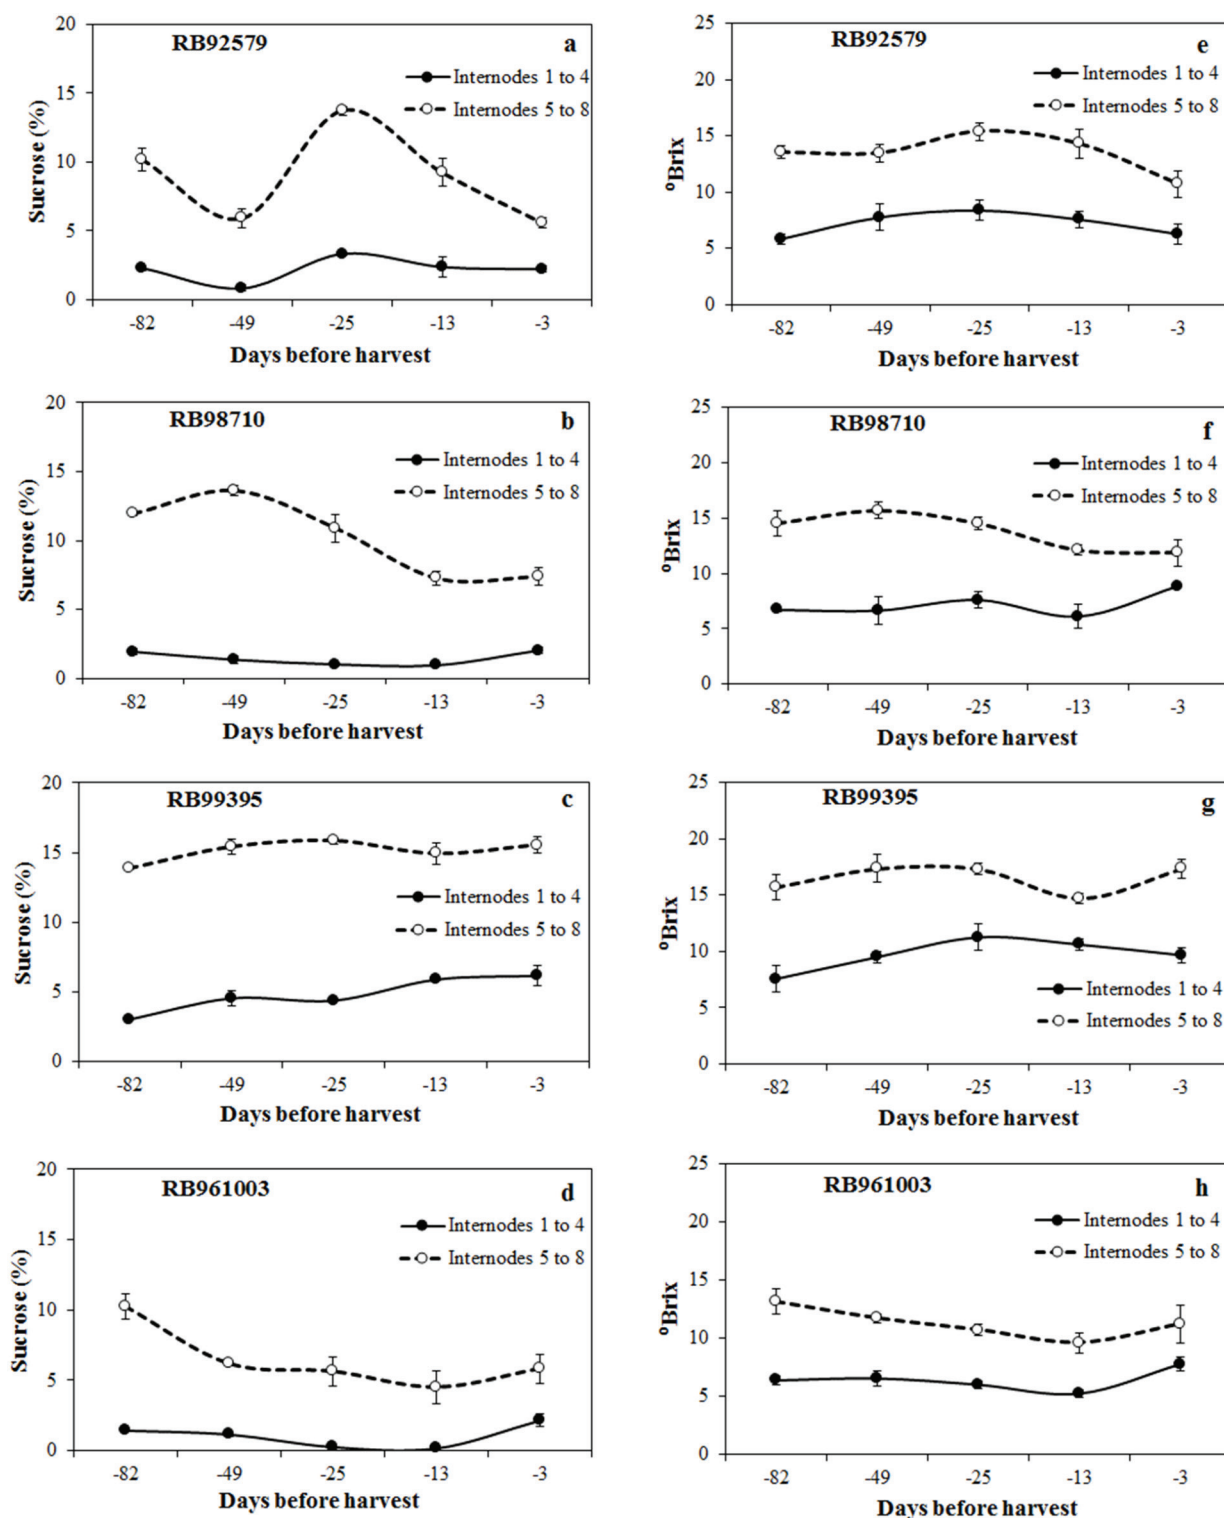 20
RB92579
a
Internodes 1 to 4
Internodes 5 to 8
15
10
5
0
Sucrose (%)
-82 -49 -25 -13 -3
Days before harvest
25
RB92579
e
Internodes 1 to 4
Internodes 5 to 8
20
15
10
5
0
ºBrix
-82 -49 -25 -13 -3
Days before harvest
20
RB98710
b
Internodes 1 to 4
Internodes 5 to 8
15
10
5
0
Sucrose (%)
-82 -49 -25 -13 -3
Days before harvest
25
RB98710
f
Internodes 1 to 4
Internodes 5 to 8
20
15
10
5
0
ºBrix
-82 -49 -25 -13 -3
Days before harvest
20
RB99395
c
15
Internodes 1 to 4
Internodes 5 to 8
10
5
0
Sucrose (%)
-82 -49 -25 -13 -3
Days before harvest
25
RB99395
g
20
15
10
Internodes 1 to 4
Internodes 5 to 8
5
0
ºBrix
-82 -49 -25 -13 -3
Days before harvest
20
RB961003
d
Internodes 1 to 4
Internodes 5 to 8
15
10
5
0
Sucrose (%)
-82 -49 -25 -13 -3
Days before harvest
25
RB961003
h
Internodes 1 to 4
Internodes 5 to 8
20
15
10
5
0
ºBrix
-82 -49 -25 -13 -3
Days before harvest